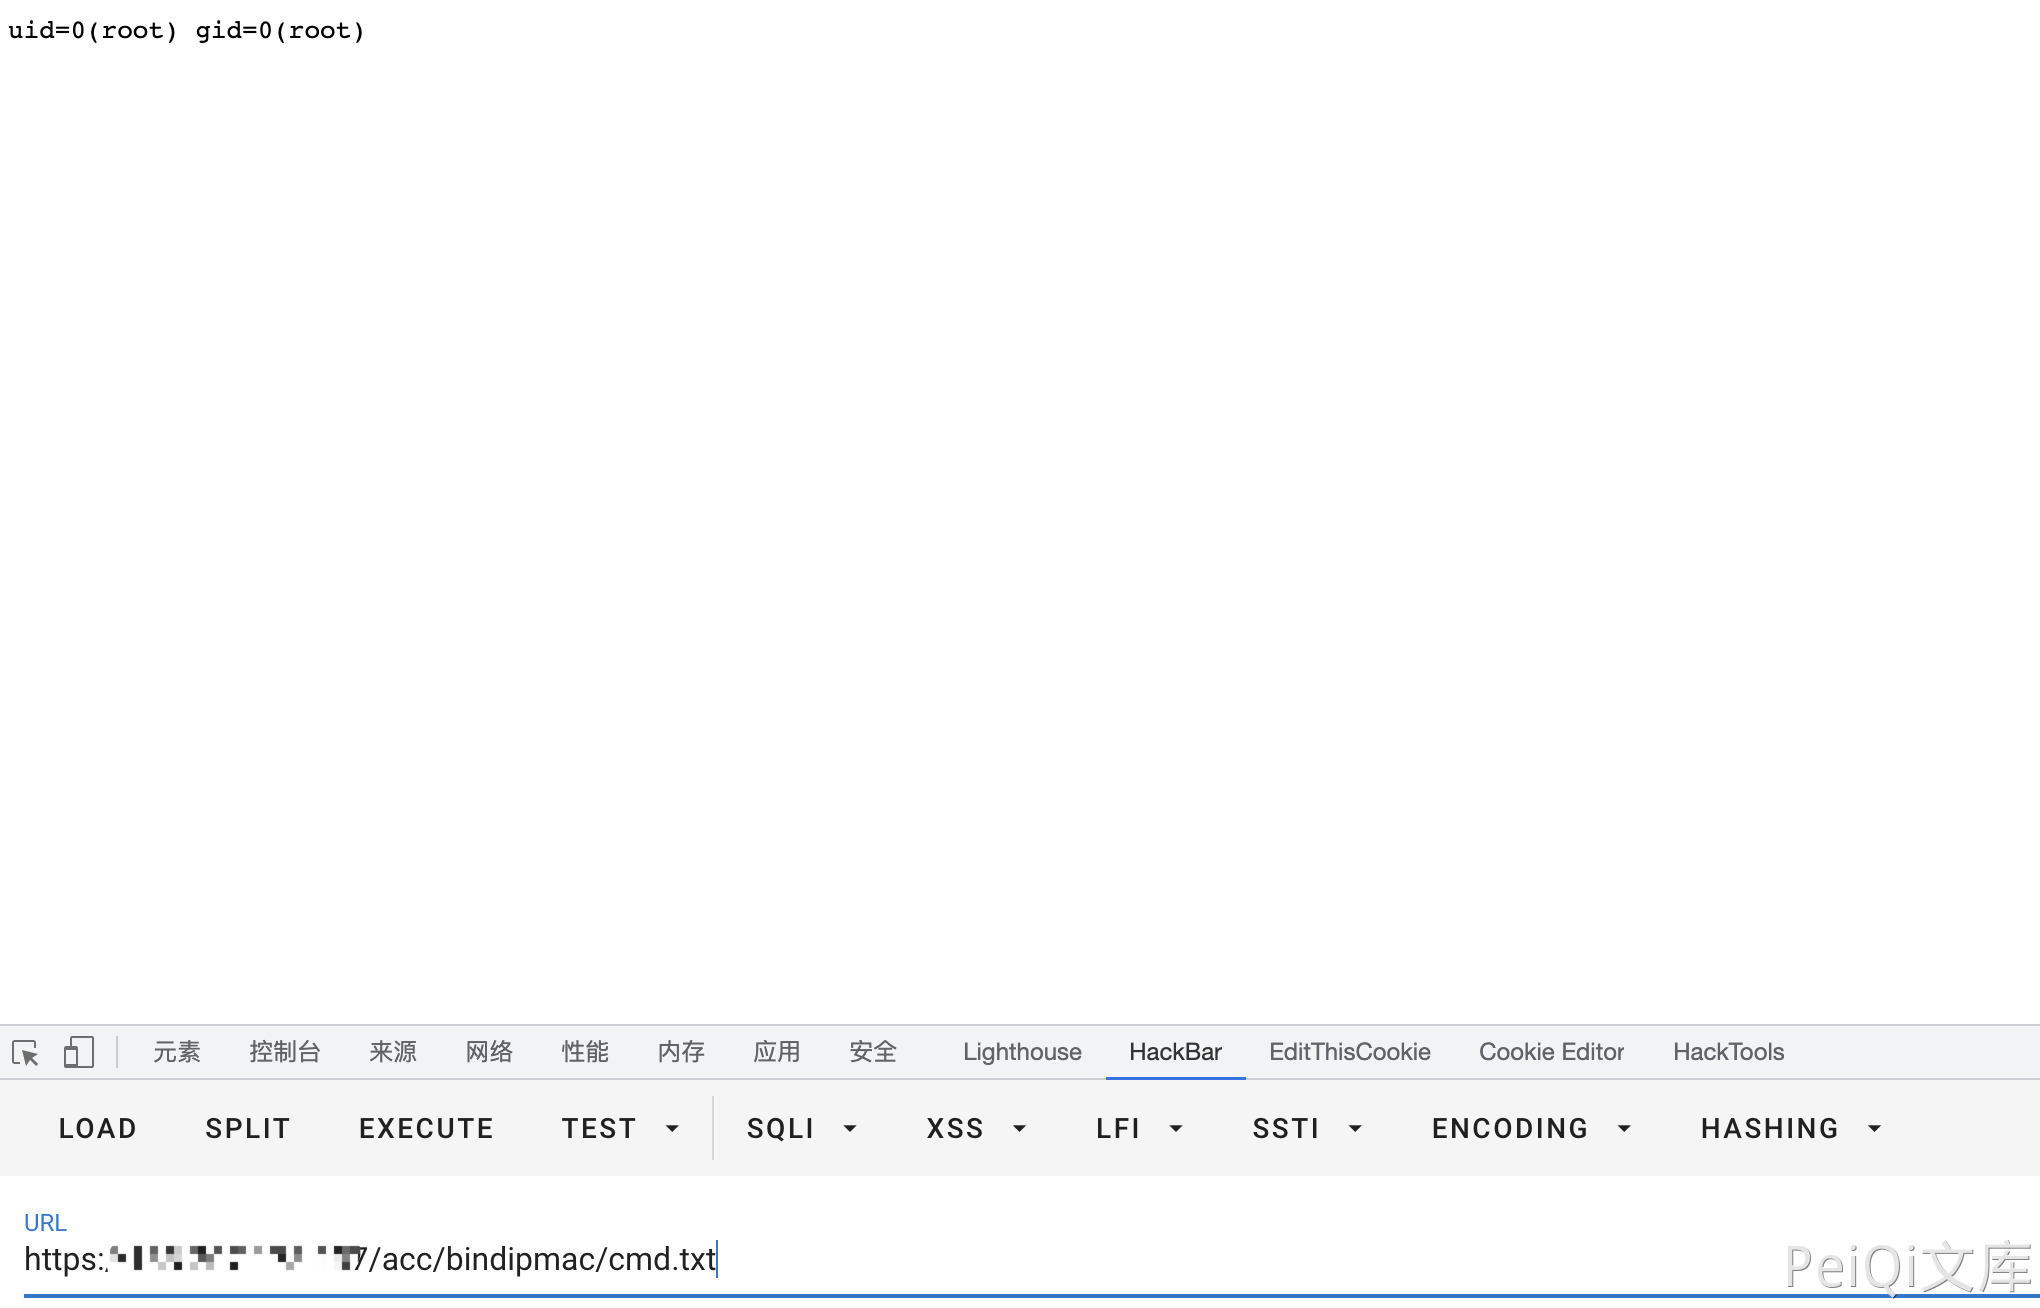 uid=0(root) gid=0(root)
元素 控制台 来源 网络 性能 内存 应用 安全 Lighthouse HackBar EditThisCookie Cookie Editor HackTools
LOAD SPLIT EXECUTE TEST SQLI XSS LFI SSTI ENCODING HASHING
URL
https:/ 7/acc/bindipmac/cmd.txt
PeiQi文库